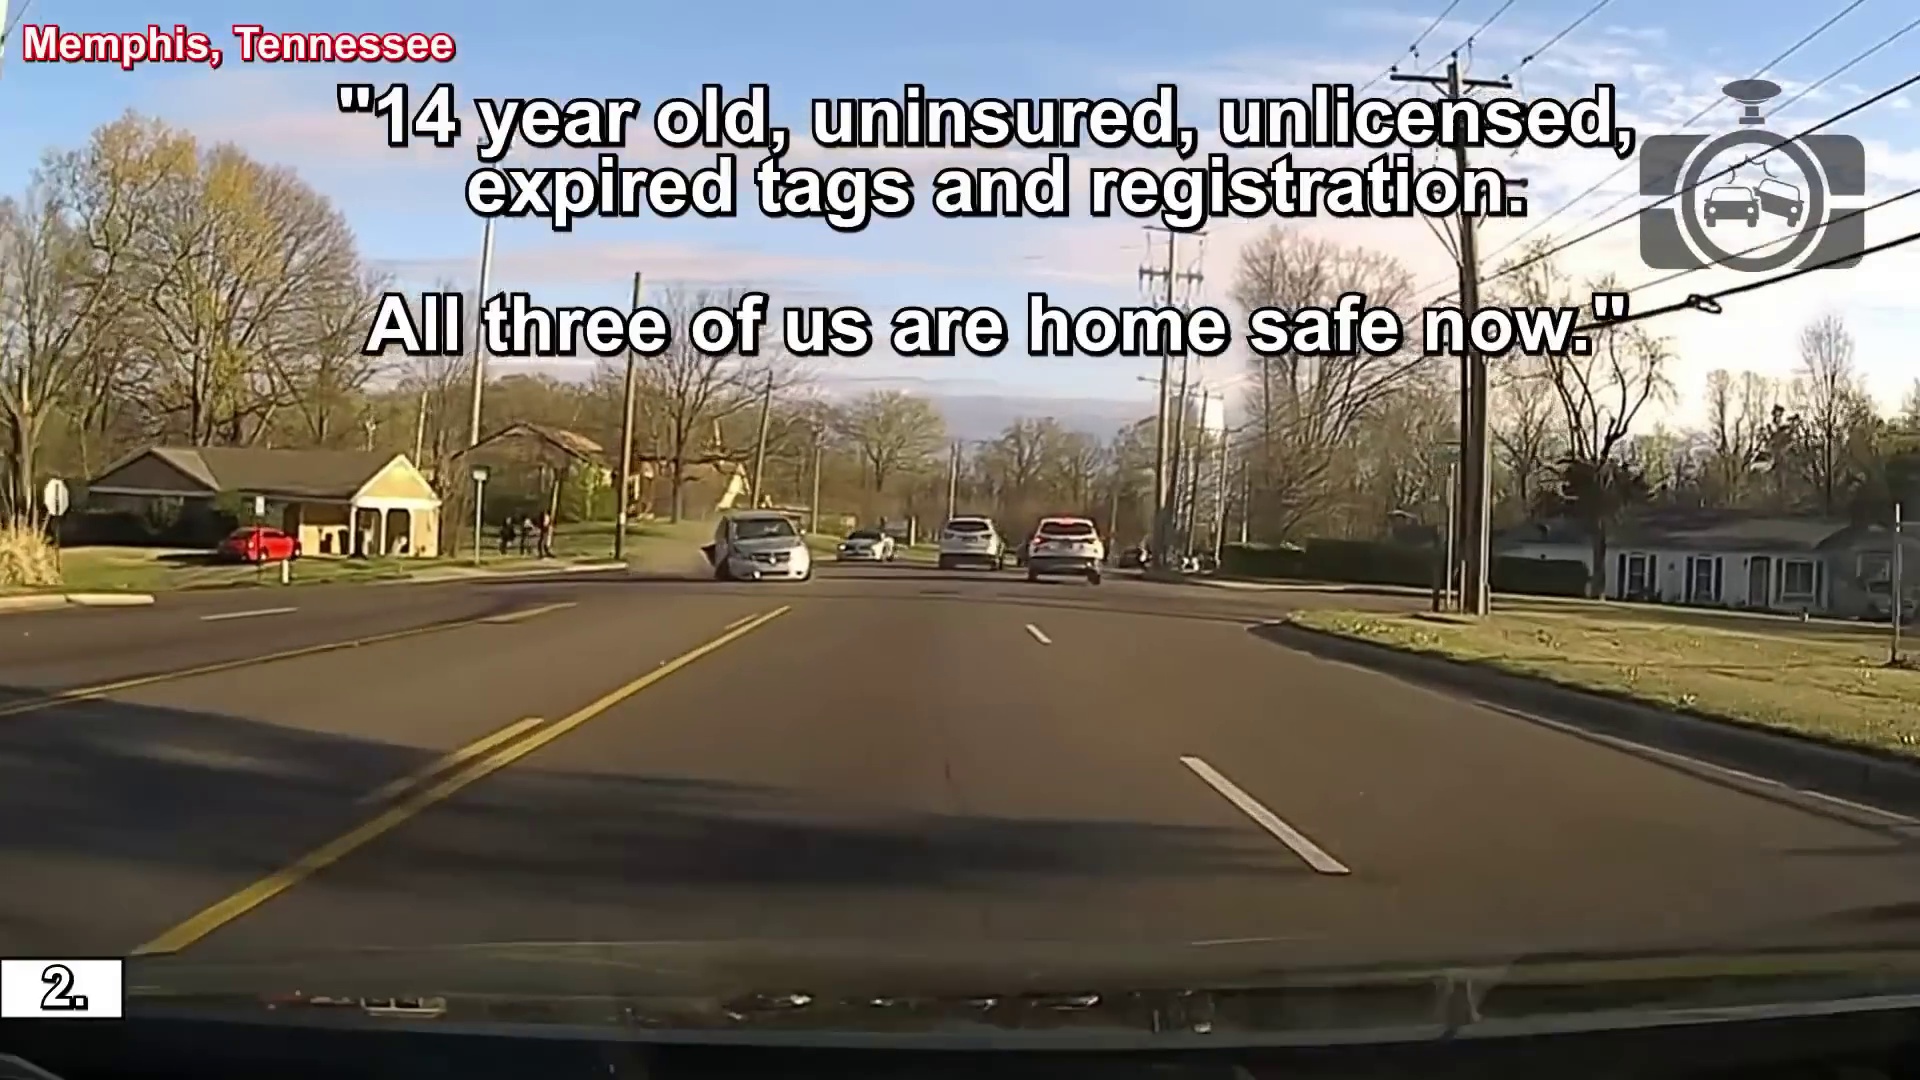 Memphis, Tennessee
"14 year old, uninsured, unlicensed,
expired tags and registration.
All three of us are home safe now."
2.